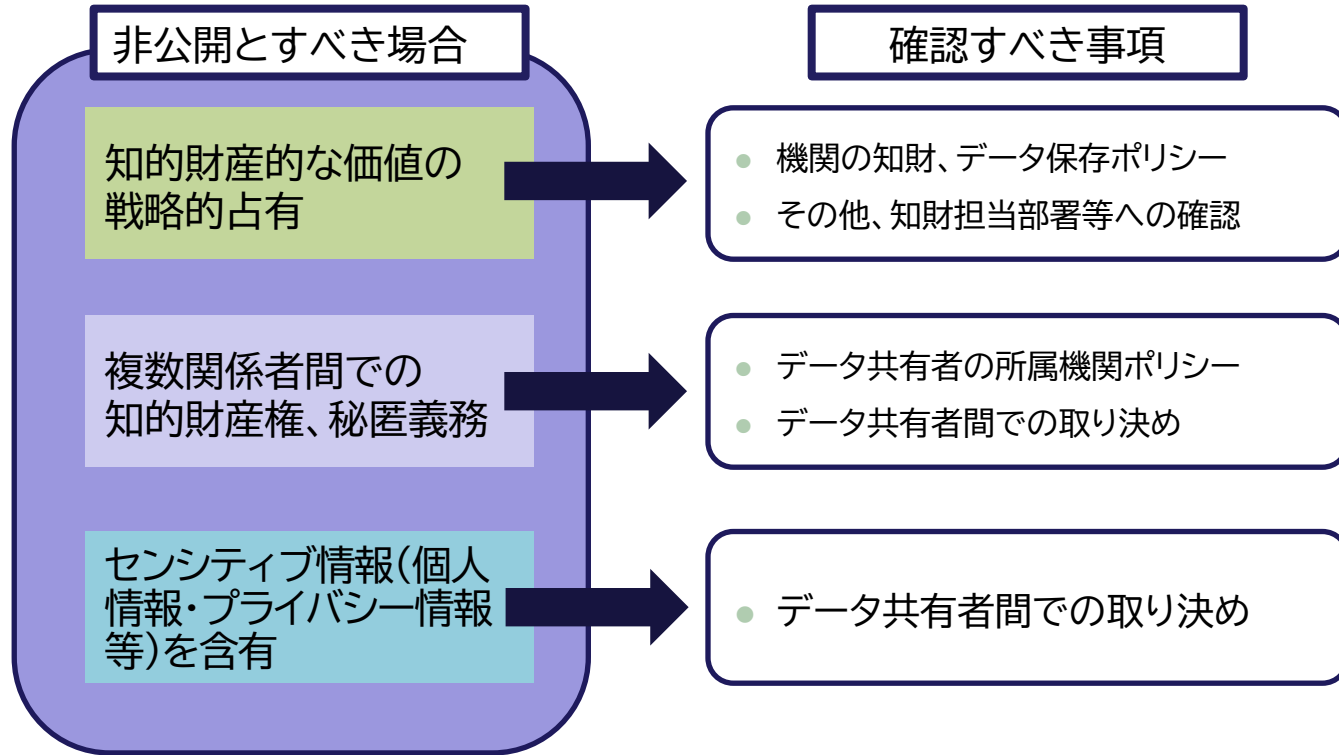 非公開とすべき場合
確認すべき事項
知的財産的な価値の
戦略的占有
機関の知財、データ保存ポリシー
その他、知財担当部署等への確認
複数関係者間での
知的財産権、秘匿義務
データ共有者の所属機関ポリシー
データ共有者間での取り決め
センシティブ情報(個人
情報・プライバシー情報
等)を含有
データ共有者間での取り決め